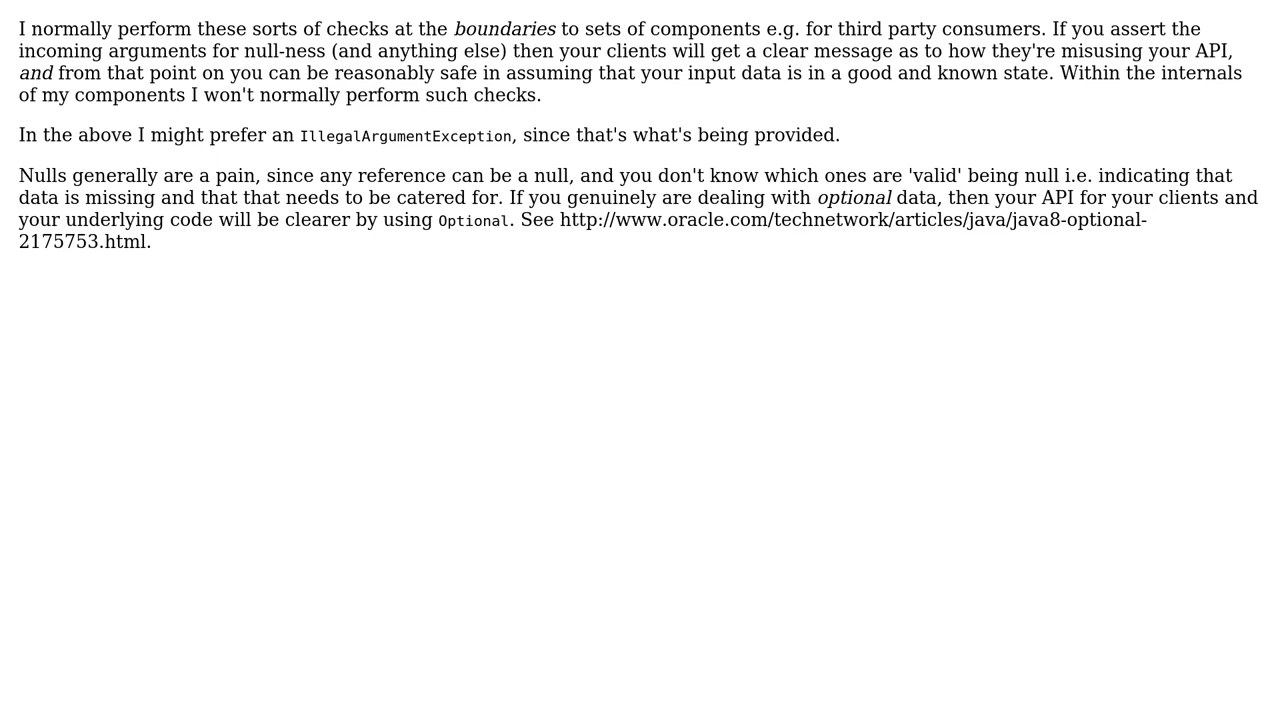 I normally perform these sorts of checks at the boundaries to sets of components e.g. for third party consumers. If you assert the
incoming arguments for null-ness (and anything else) then your clients will get a clear message as to how they're misusing your API,
and from that point on you can be reasonably safe in assuming that your input data is in a good and known state. Within the internals
of my components I won't normally perform such checks.
In the above I might prefer an IllegalArgumentException, since that's what's being provided.
Nulls generally are a pain, since any reference can be a null, and you don't know which ones are 'valid' being null i.e. indicating that
data is missing and that that needs to be catered for. If you genuinely are dealing with optional data, then your API for your clients and
your underlying code will be clearer by using Optional. See http://www.oracle.com/technetwork/articles/java/java8-optional-
2175753.html.